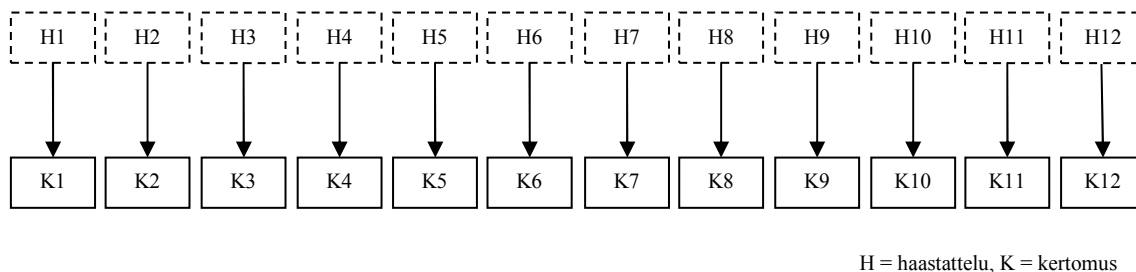 H1 H2 H3 H4 H5 H6 H7 H8 H9 H10 H11 H12
K1 K2 K3 K4 K5 K6 K7 K8 K9 K10 K11 K12
H = haastattelu, K = kertomus